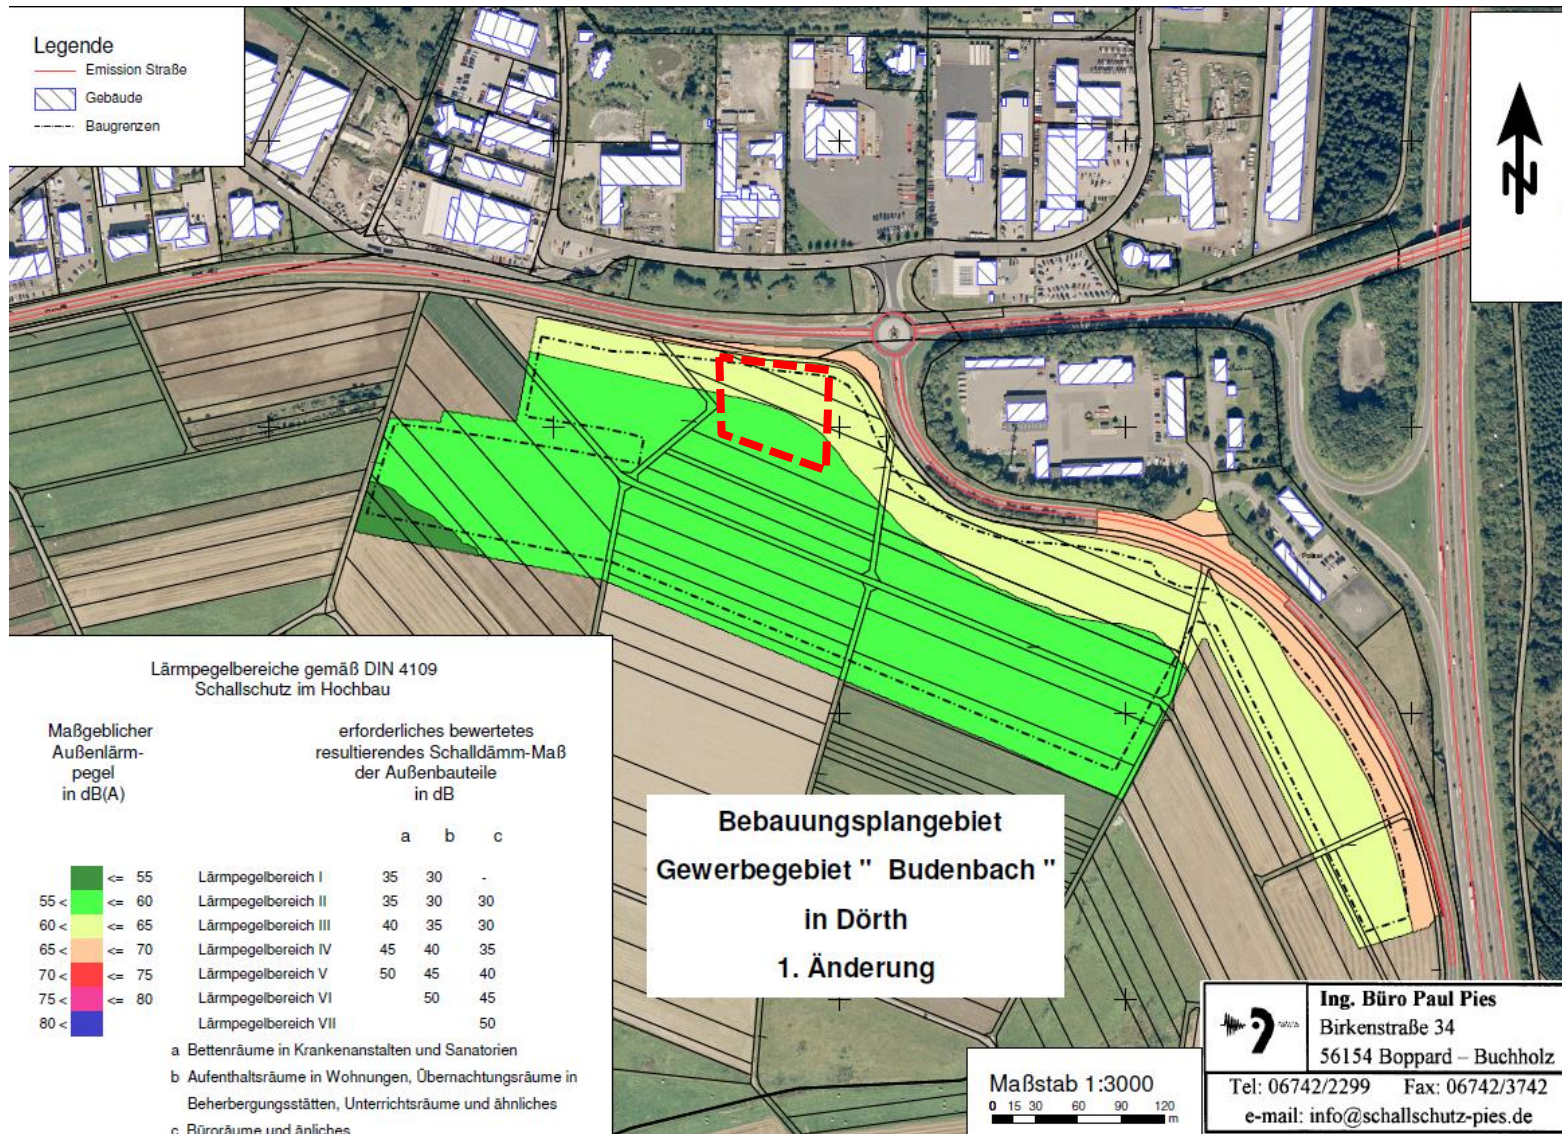 Legende
Emission Straße
Gebäude
Baugrenzen
N
Polizei
Lärmpegelbereiche gemäß DIN 4109
Schallschutz im Hochbau
Maßgeblicher
Außenlärm-
pegel
in dB(A)
erforderliches bewertetes
resultierendes Schalldämm-Maß
der Außenbauteile
in dB
a b c
<= 55 Lärmpegelbereich I 35 30 -
55 < <= 60 Lärmpegelbereich II 35 30 30
60 < <= 65 Lärmpegelbereich III 40 35 30
65 < <= 70 Lärmpegelbereich IV 45 40 35
70 < <= 75 Lärmpegelbereich V 50 45 40
75 < <= 80 Lärmpegelbereich VI 50 45
80 < Lärmpegelbereich VII 50
a Bettenräume in Krankenanstalten und Sanatorien
b Aufenthaltsräume in Wohnungen, Übernachtungsräume in
Beherbergungsstätten, Unterrichtsräume und ähnliches
c Büroräume und änliches
Bebauungsplangebiet
Gewerbegebiet " Budenbach "
in Dörth
1. Änderung
Maßstab 1:3000
0 15 30 60 90 120
m
Ing. Büro Paul Pies
Birkenstraße 34
56154 Boppard – Buchholz
Tel: 06742/2299 Fax: 06742/3742
e-mail: info@schallschutz-pies.de